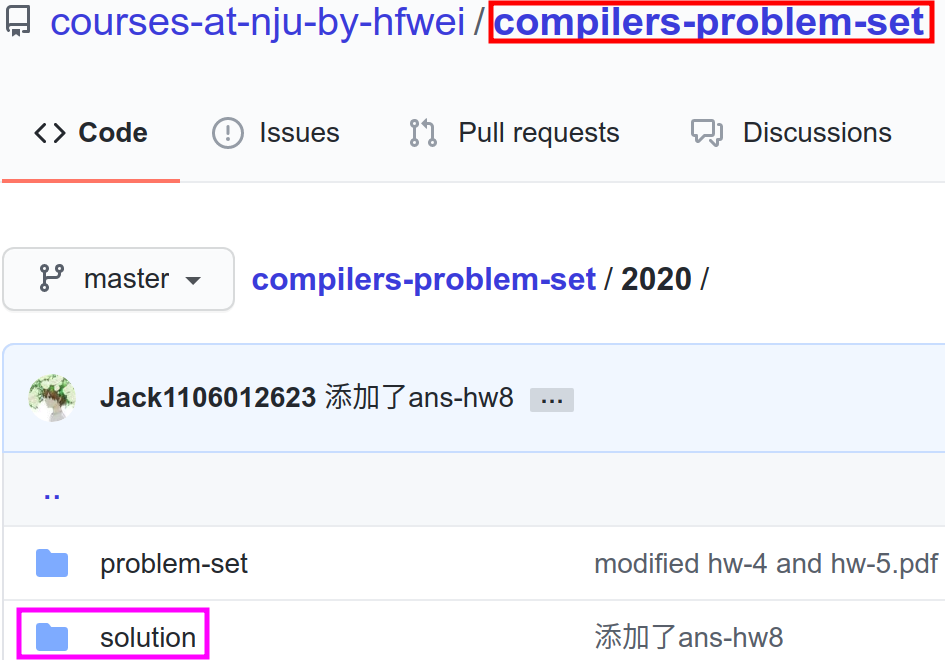 courses-at-nju-by-hfwei / compilers-problem-set
Code Issues Pull requests Discussions
master compilers-problem-set / 2020 /
Jack1106012623 添加了ans-hw8 ...
..
problem-set modified hw-4 and hw-5.pdf
solution 添加了ans-hw8